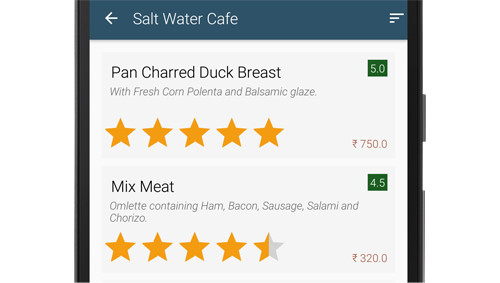 Salt Water Cafe
Pan Charred Duck Breast
5.0
With Fresh Corn Polenta and Balsamic glaze.
₹ 750.0
Mix Meat
4.5
Omlette containing Ham, Bacon, Sausage, Salami and
Chorizo.
₹ 320.0